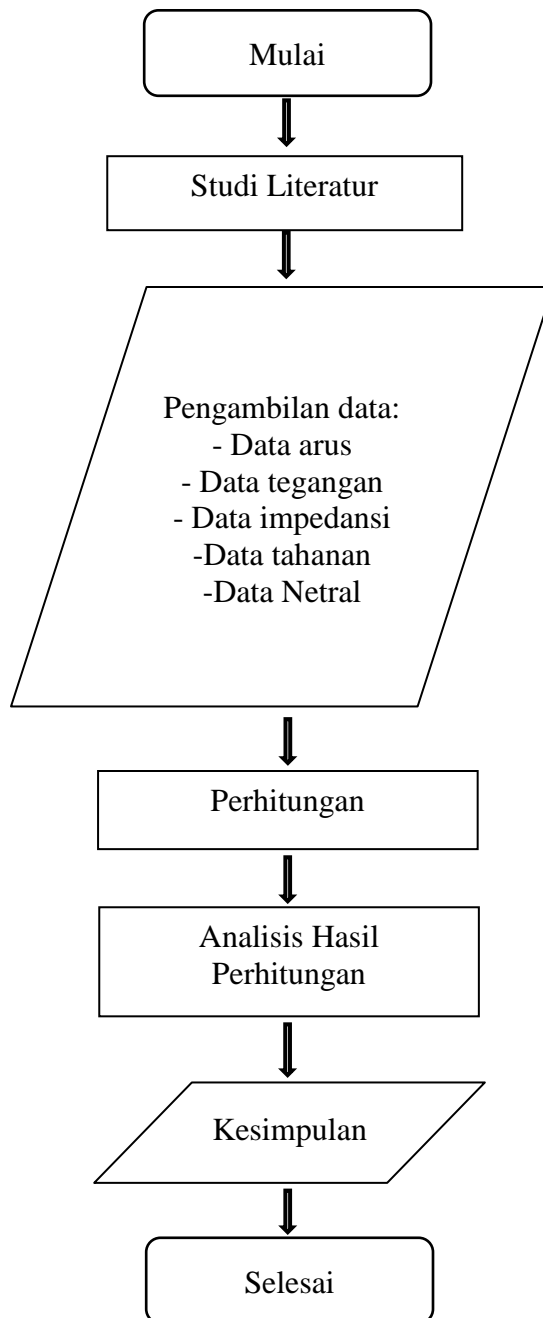 Mulai
Studi Literatur
Pengambilan data:
- Data arus
- Data tegangan
- Data impedansi
-Data tahanan
-Data Netral
Perhitungan
Analisis Hasil
Perhitungan
Kesimpulan
Selesai